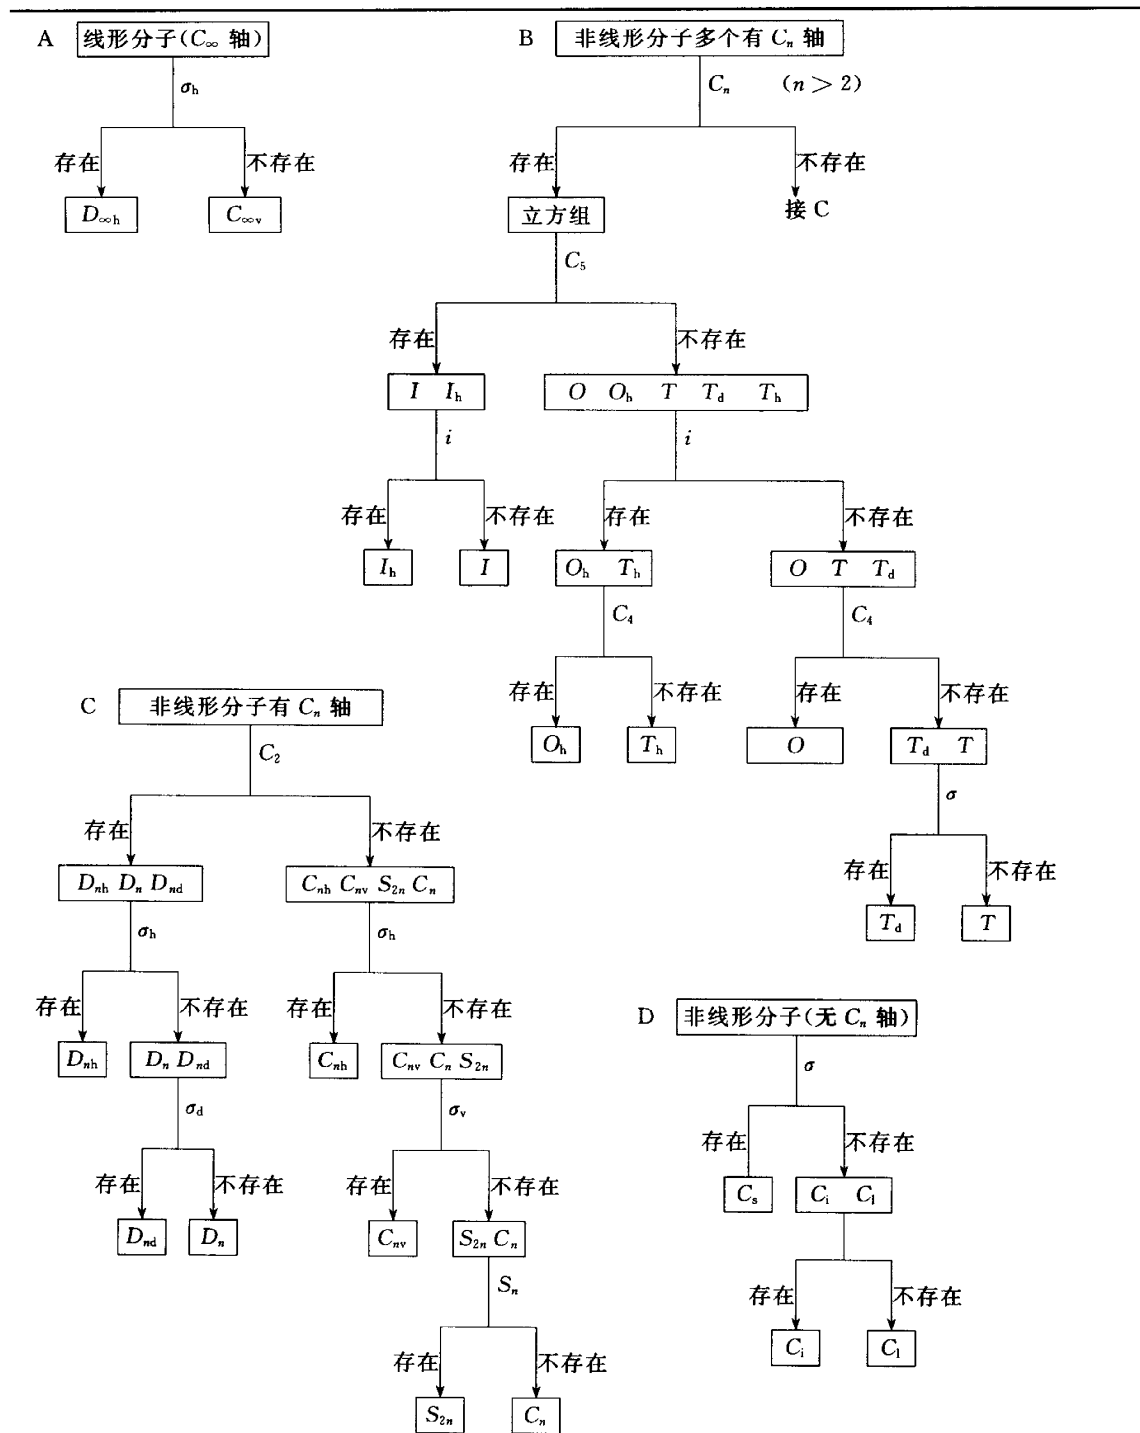 A 线形分子(C∞ 轴)
σh
存在 不存在
D∞h C∞v
B 非线形分子多个有 Cn 轴
Cn (n > 2)
存在 不存在
立方组 接 C
C5
存在 不存在
I Ih O Oh T Td Th
i i
存在 不存在 存在 不存在
Ih I Oh Th O T Td
C4 C4
存在 不存在 存在 不存在
Oh Th O Td T
σ
存在 不存在
Td T
C 非线形分子有 Cn 轴
C2
存在 不存在
Dnh Dn Dnd Cnh Cnv S2n Cn
σh σh
存在 不存在 存在 不存在
Dnh Dn Dnd Cnh Cnv Cn S2n
σd σv
存在 不存在 存在 不存在
Dnd Dn Cnv S2n Cn
Sn
存在 不存在
S2n Cn
D 非线形分子(无 Cn 轴)
σ
存在 不存在
Cs Ci C1
存在 不存在
Ci C1